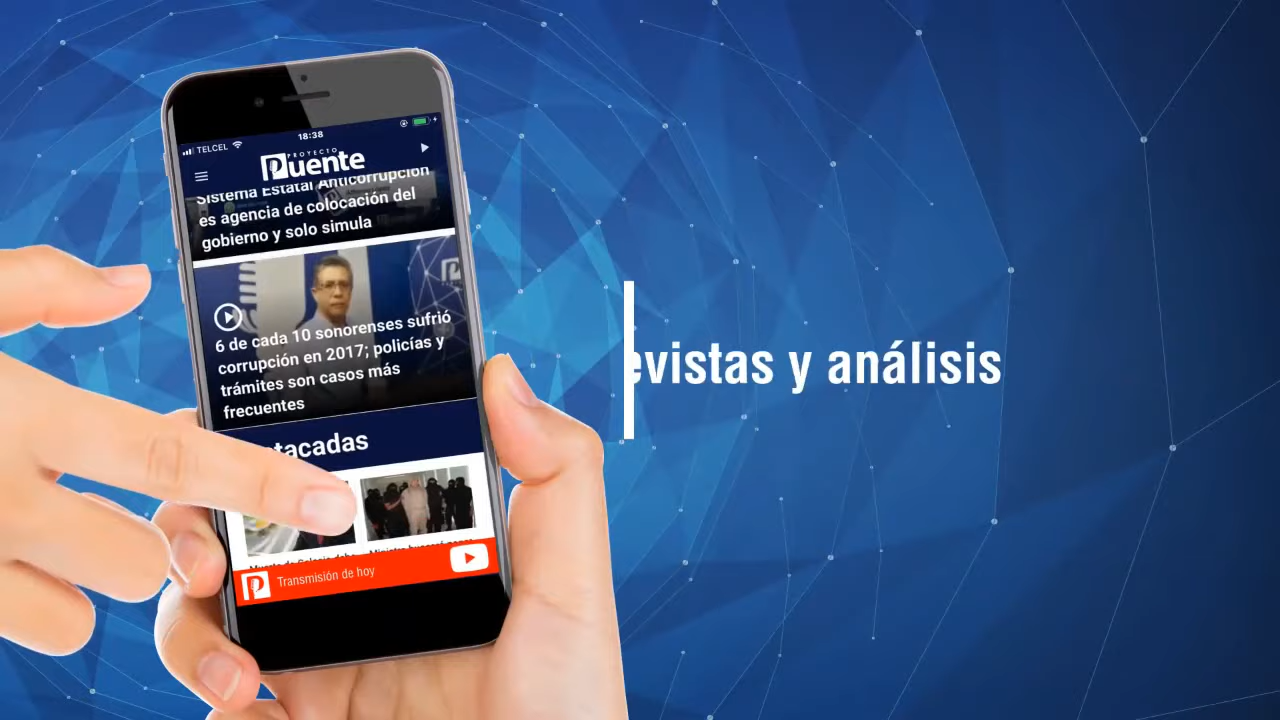 TELCEL
18:38
PROYECTO
Puente
Sistema Estatal Anticorrupción
es agencia de colocación del
gobierno y solo simula
6 de cada 10 sonorenses sufrió
corrupción en 2017; policías y
trámites son casos más
frecuentes
tacadas
Transmisión de hoy
evistas y análisis